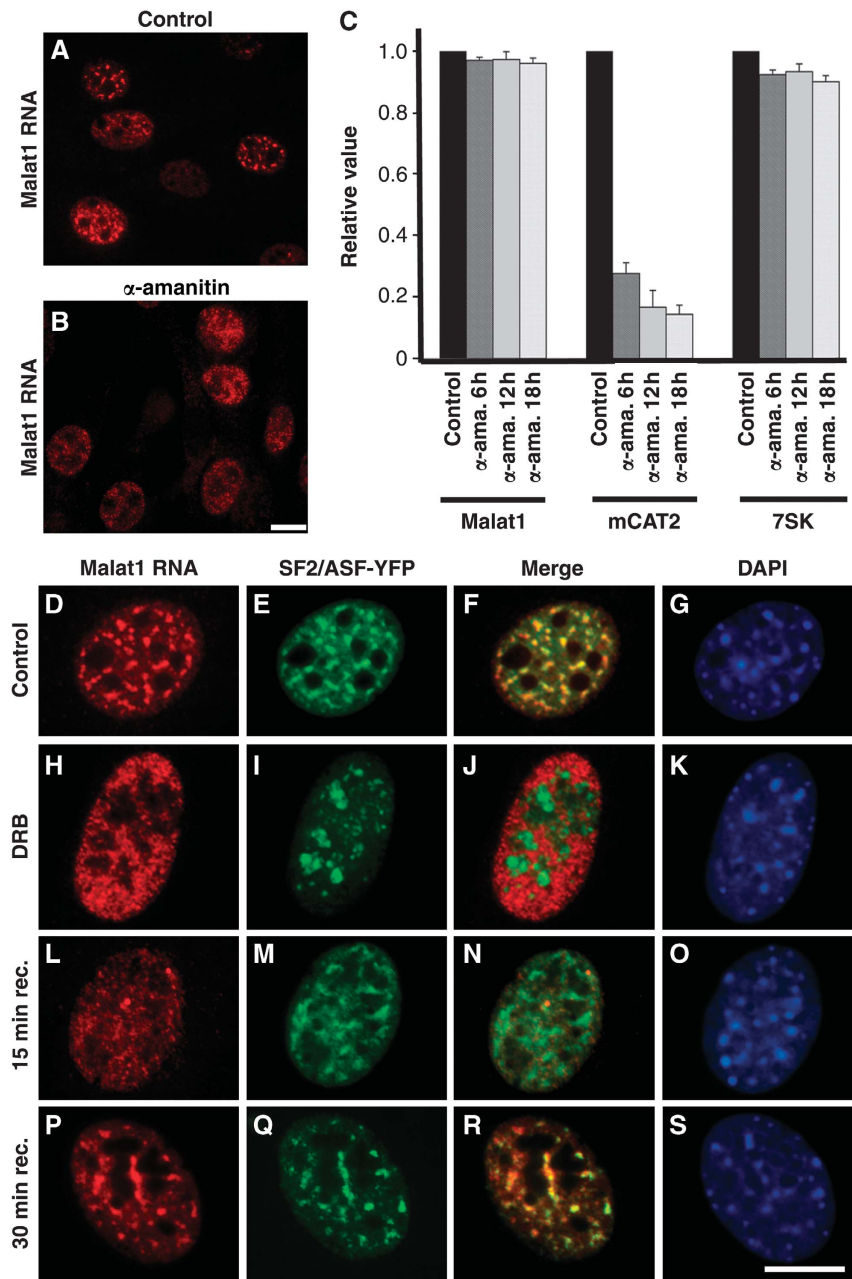 Control
A
Malat1 RNA
α-amanitin
B
Malat1 RNA
C
Relative value
1.0
0.8
0.6
0.4
0.2
0
Control
α-ama. 6h
α-ama. 12h
α-ama. 18h
Control
α-ama. 6h
α-ama. 12h
α-ama. 18h
Control
α-ama. 6h
α-ama. 12h
α-ama. 18h
Malat1 mCAT2 7SK
Malat1 RNA SF2/ASF-YFP Merge DAPI
Control
D E F G
DRB
H I J K
15 min rec.
L M N O
30 min rec.
P Q R S